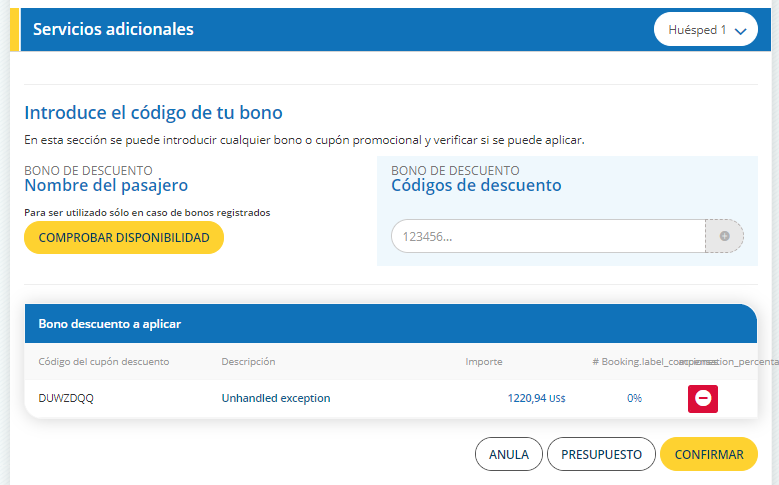 Servicios adicionales
Huésped 1
Introduce el código de tu bono
En esta sección se puede introducir cualquier bono o cupón promocional y verificar si se puede aplicar.
BONO DE DESCUENTO
Nombre del pasajero
Para ser utilizado sólo en caso de bonos registrados
COMPROBAR DISPONIBILIDAD
BONO DE DESCUENTO
Códigos de descuento
123456...
Bono descuento a aplicar
Código del cupón descuento Descripción Importe # Booking.label_compensation_percenta
DUWZDQQ Unhandled exception 1220,94 US$ 0%
ANULA PRESUPUESTO CONFIRMAR